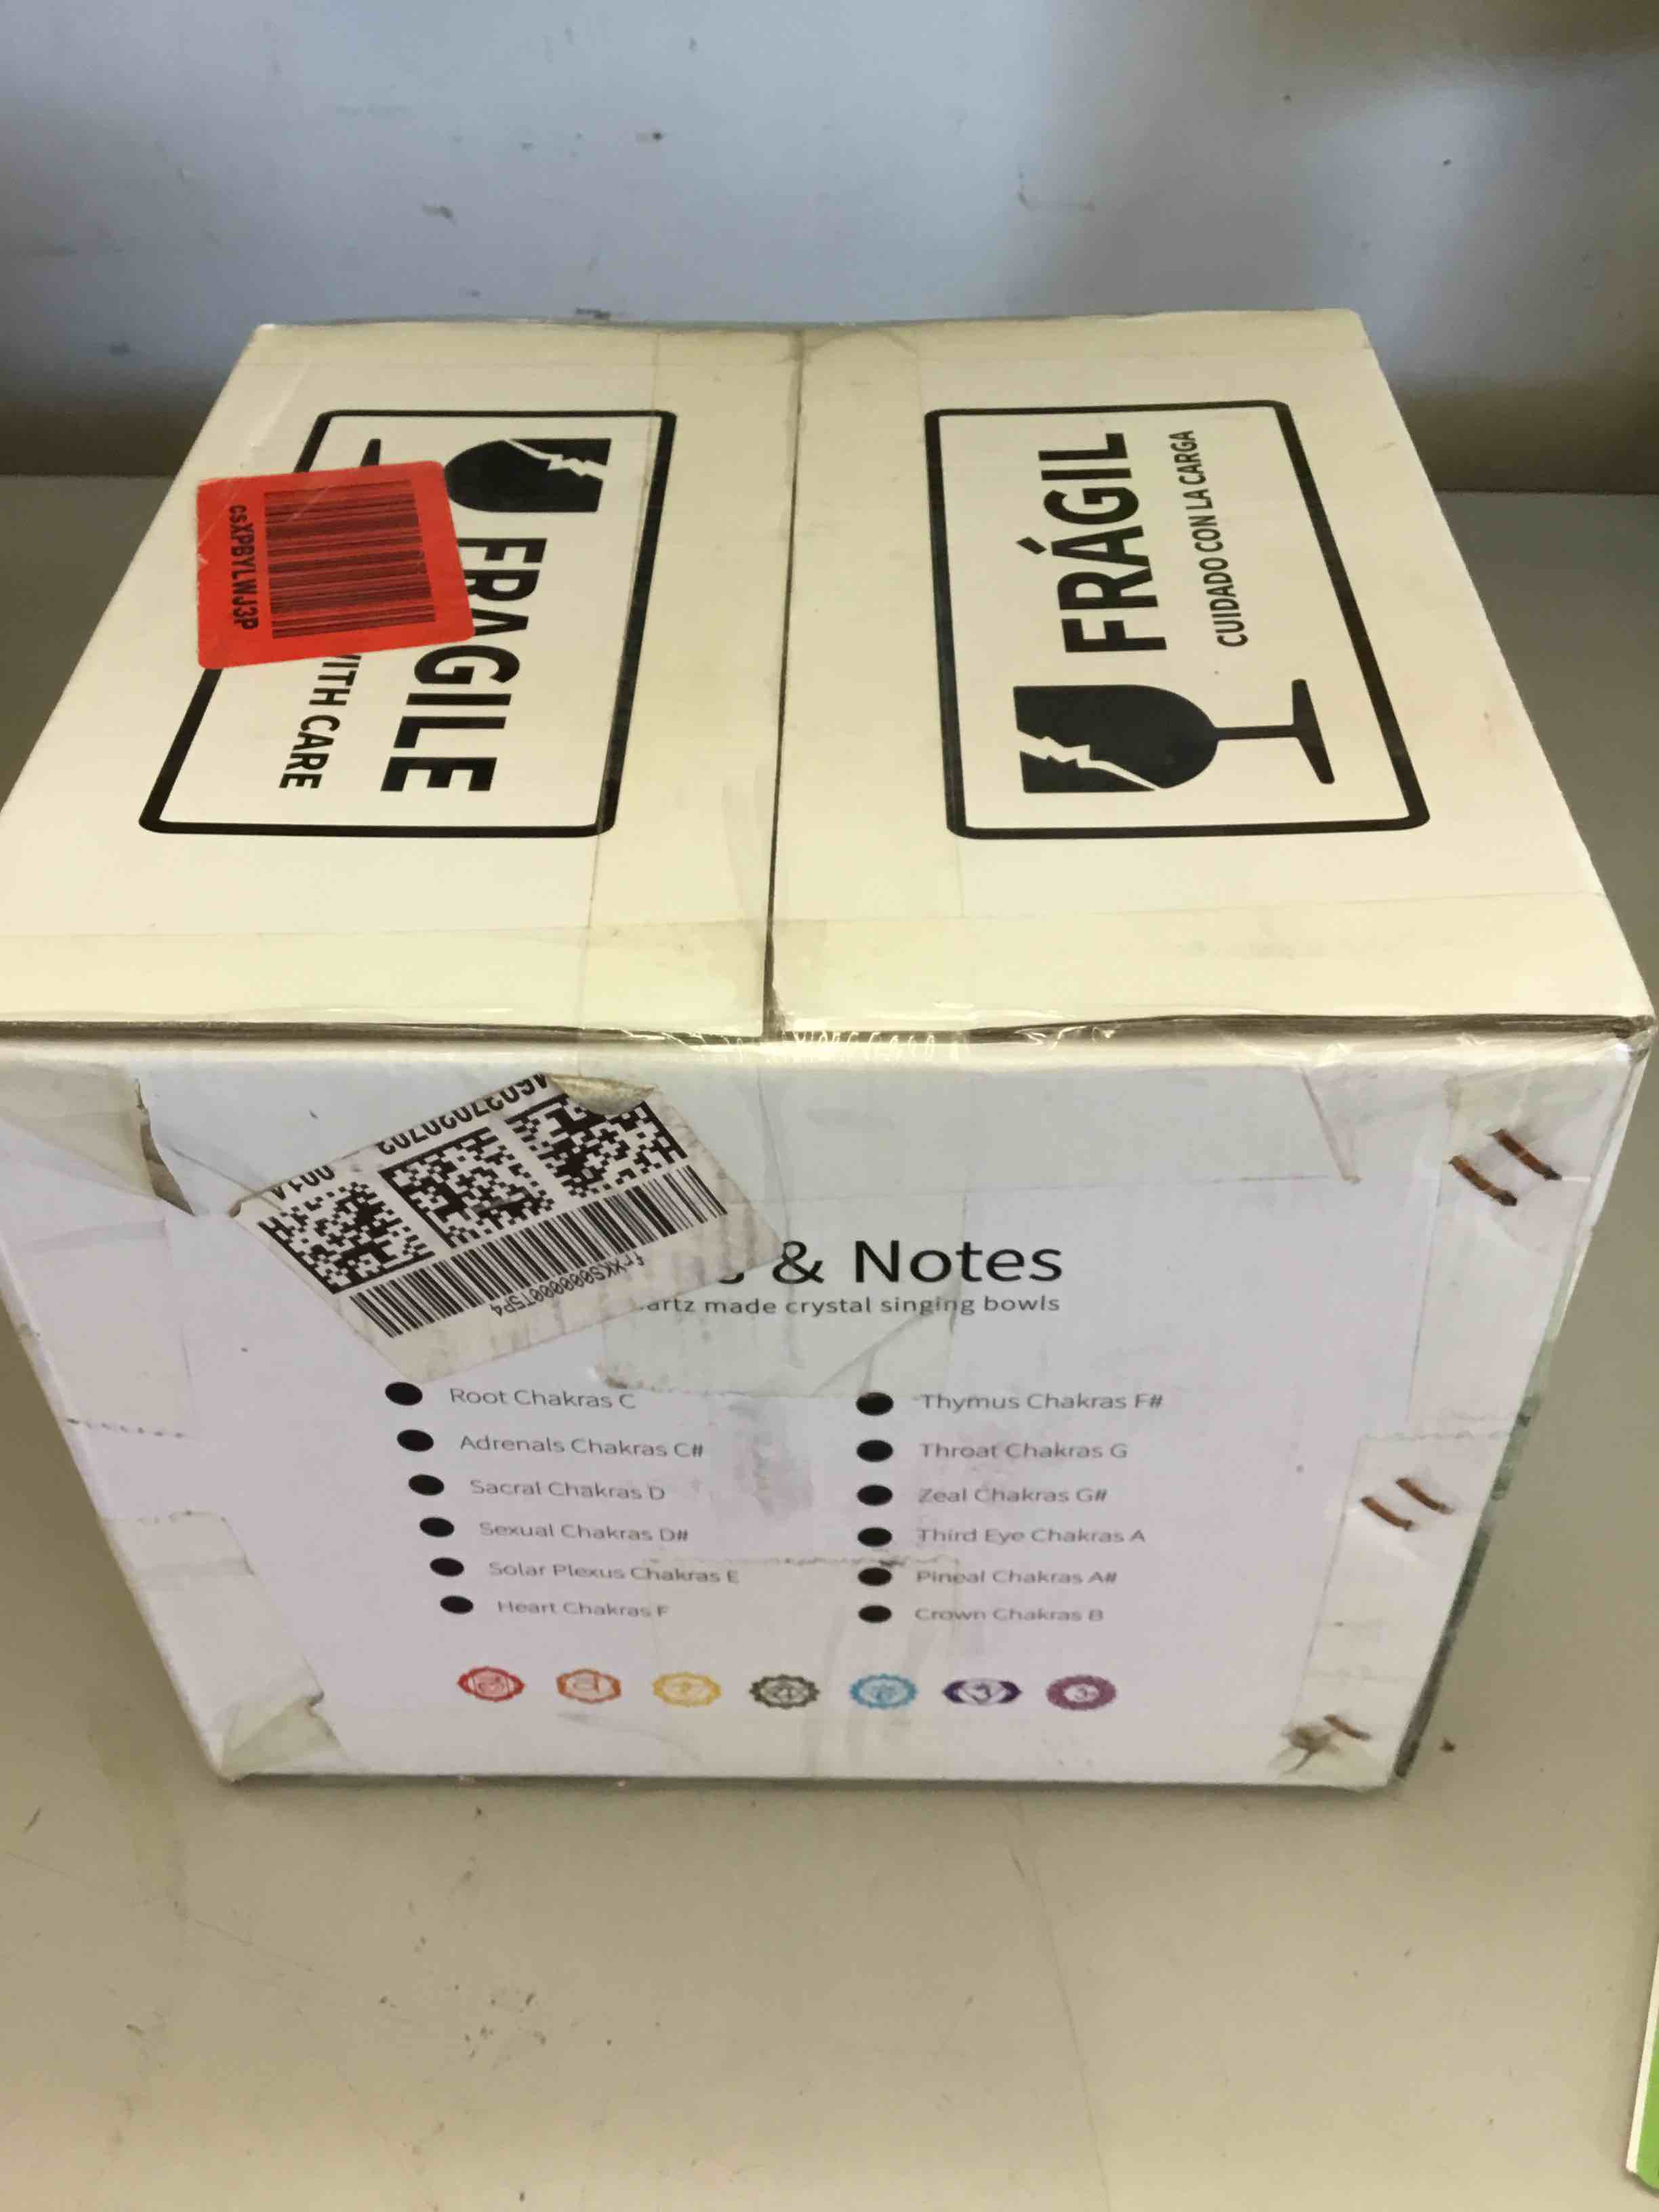 FRAGILE
WITH CARE
csXPBYLWJ3P
FRÁGIL
CUIDADO CON LA CARGA
frXKS0000000T5P4
& Notes
made crystal singing bowls
Root Chakras C
Adrenals Chakras C#
Sacral Chakras D
Sexual Chakras D#
Solar Plexus Chakras E
Heart Chakras F
Thymus Chakras F#
Throat Chakras G
Zeal Chakras G#
Third Eye Chakras A
Pineal Chakras A#
Crown Chakras B